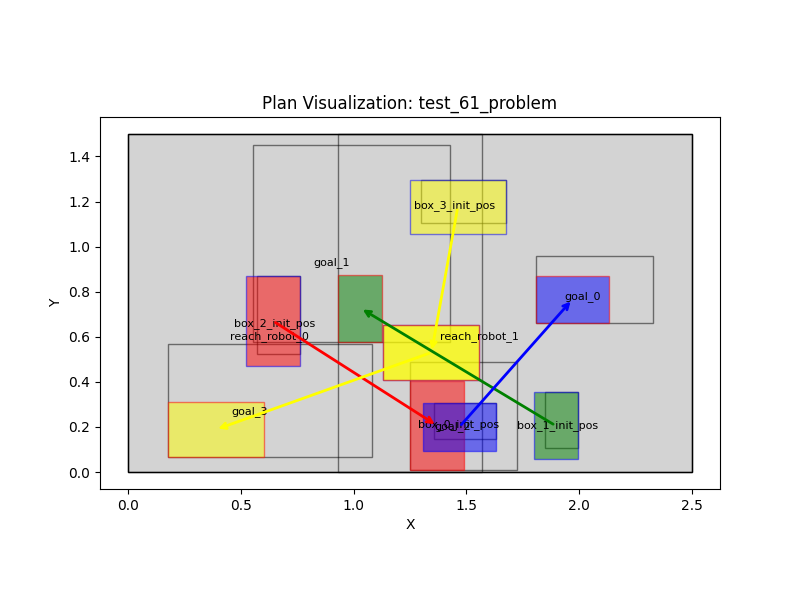 Plan Visualization: test_61_problem
1.4
1.2
1.0
0.8
0.6
0.4
0.2
0.0
Y
box_3_init_pos
goal_1
goal_0
box_2_init_pos
reach_robot_0
reach_robot_1
goal_3
box_0_init_pos
goal_2
box_1_init_pos
0.0
0.5
1.0
1.5
2.0
2.5
X